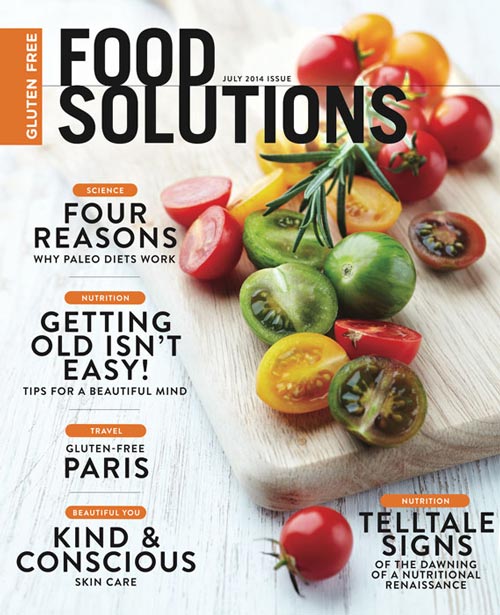 GLUTEN FREE
FOOD
JULY 2014 ISSUE
SOLUTIONS
SCIENCE
FOUR
REASONS
WHY PALEO DIETS WORK
NUTRITION
GETTING
OLD ISN'T
EASY!
TIPS FOR A BEAUTIFUL MIND
TRAVEL
GLUTEN-FREE
PARIS
BEAUTIFUL YOU
KIND &
CONSCIOUS
SKIN CARE
NUTRITION
TELLTALE
SIGNS
OF THE DAWNING
OF A NUTRITIONAL
RENAISSANCE